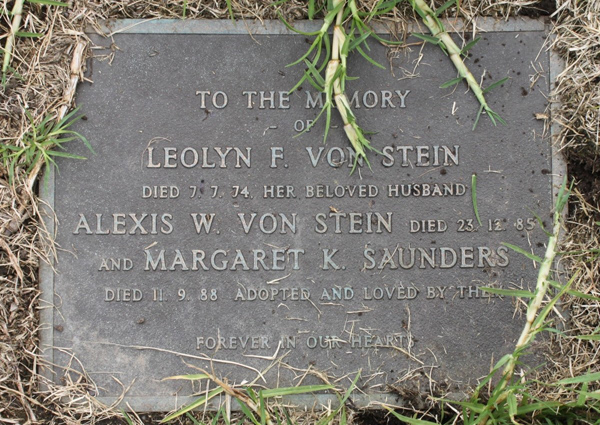 TO THE MEMORY
OF
LEOLYN F. VON STEIN
DIED 7. 7. 74. HER BELOVED HUSBAND
ALEXIS W. VON STEIN DIED 23. 12. 85
AND MARGARET K. SAUNDERS
DIED 11. 9. 88 ADOPTED AND LOVED BY
FOREVER IN OUR HEARTS